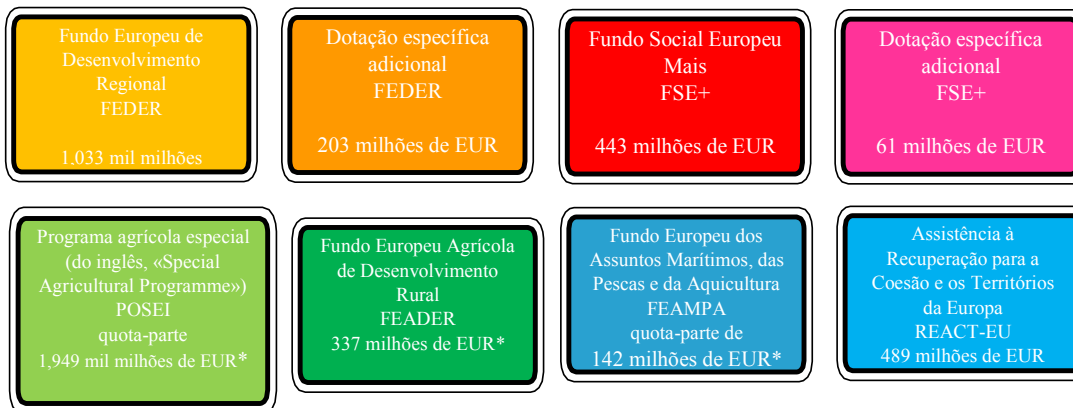 Fundo Europeu de
Desenvolvimento
Regional
FEDER
1,033 mil milhões
Dotação específica
adicional
FEDER
203 milhões de EUR
Fundo Social Europeu
Mais
FSE+
443 milhões de EUR
Dotação específica
adicional
FSE+
61 milhões de EUR
Programa agrícola especial
(do inglês, «Special
Agricultural Programme»)
POSEI
quota-parte
1,949 mil milhões de EUR*
Fundo Europeu Agrícola
de Desenvolvimento
Rural
FEADER
337 milhões de EUR*
Fundo Europeu dos
Assuntos Marítimos, das
Pescas e da Aquicultura
FEAMPA
quota-parte de
142 milhões de EUR*
Assistência à
Recuperação para a
Coesão e os Territórios
da Europa
REACT-EU
489 milhões de EUR